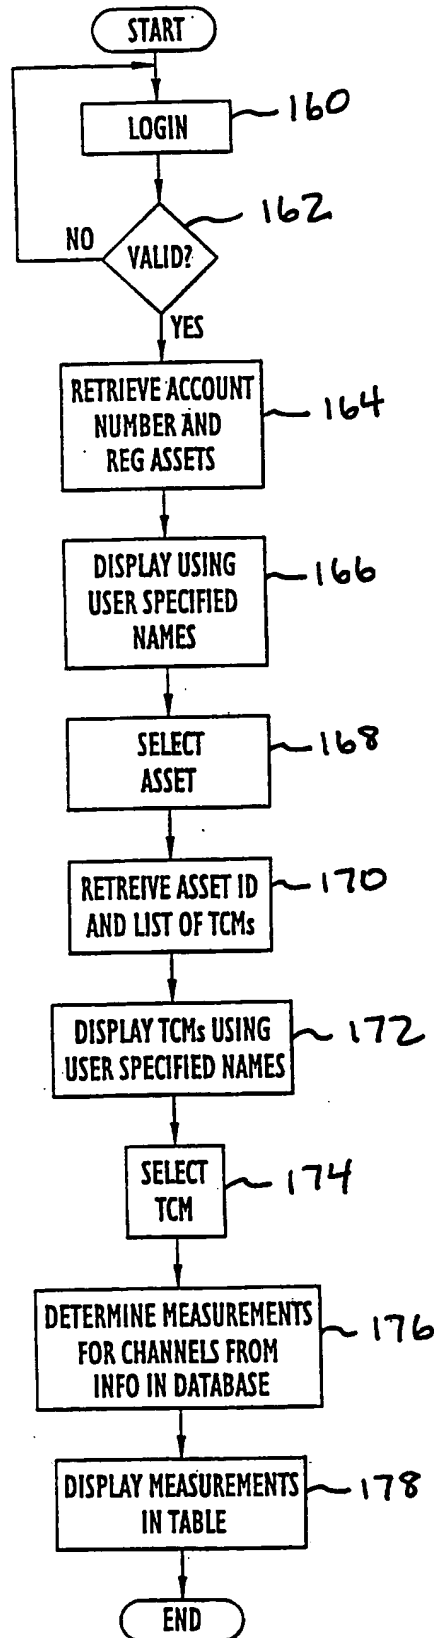 START
LOGIN
160
VALID?
162
NO
YES
RETRIEVE ACCOUNT
NUMBER AND
REG ASSETS
164
DISPLAY USING
USER SPECIFIED
NAMES
166
SELECT
ASSET
168
RETREIVE ASSET ID
AND LIST OF TCMs
170
DISPLAY TCMs USING
USER SPECIFIED NAMES
172
SELECT
TCM
174
DETERMINE MEASUREMENTS
FOR CHANNELS FROM
INFO IN DATABASE
176
DISPLAY MEASUREMENTS
IN TABLE
178
END